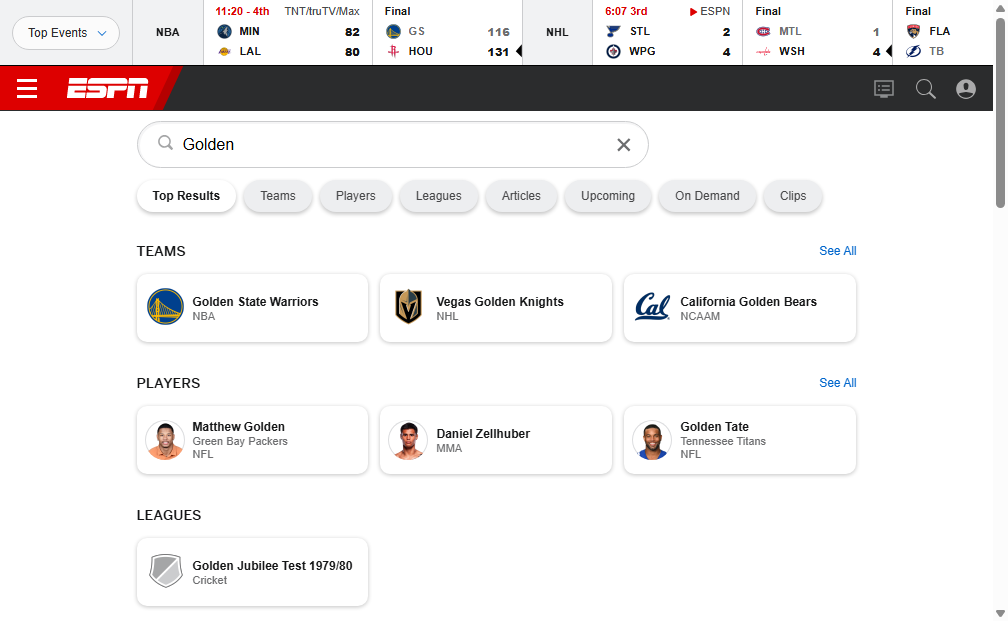 Top Events
NBA
11:20 - 4th TNT/truTV/Max
MIN 82
LAL 80
Final
GS 116
HOU 131
NHL
6:07 3rd ESPN
STL 2
WPG 4
Final
MTL 1
WSH 4
Final
FLA
TB
ESPN
Golden
Top Results
Teams
Players
Leagues
Articles
Upcoming
On Demand
Clips
TEAMS
See All
Golden State Warriors
NBA
Vegas Golden Knights
NHL
Cal
California Golden Bears
NCAAM
PLAYERS
See All
Matthew Golden
Green Bay Packers
NFL
Daniel Zellhuber
MMA
Golden Tate
Tennessee Titans
NFL
LEAGUES
Golden Jubilee Test 1979/80
Cricket